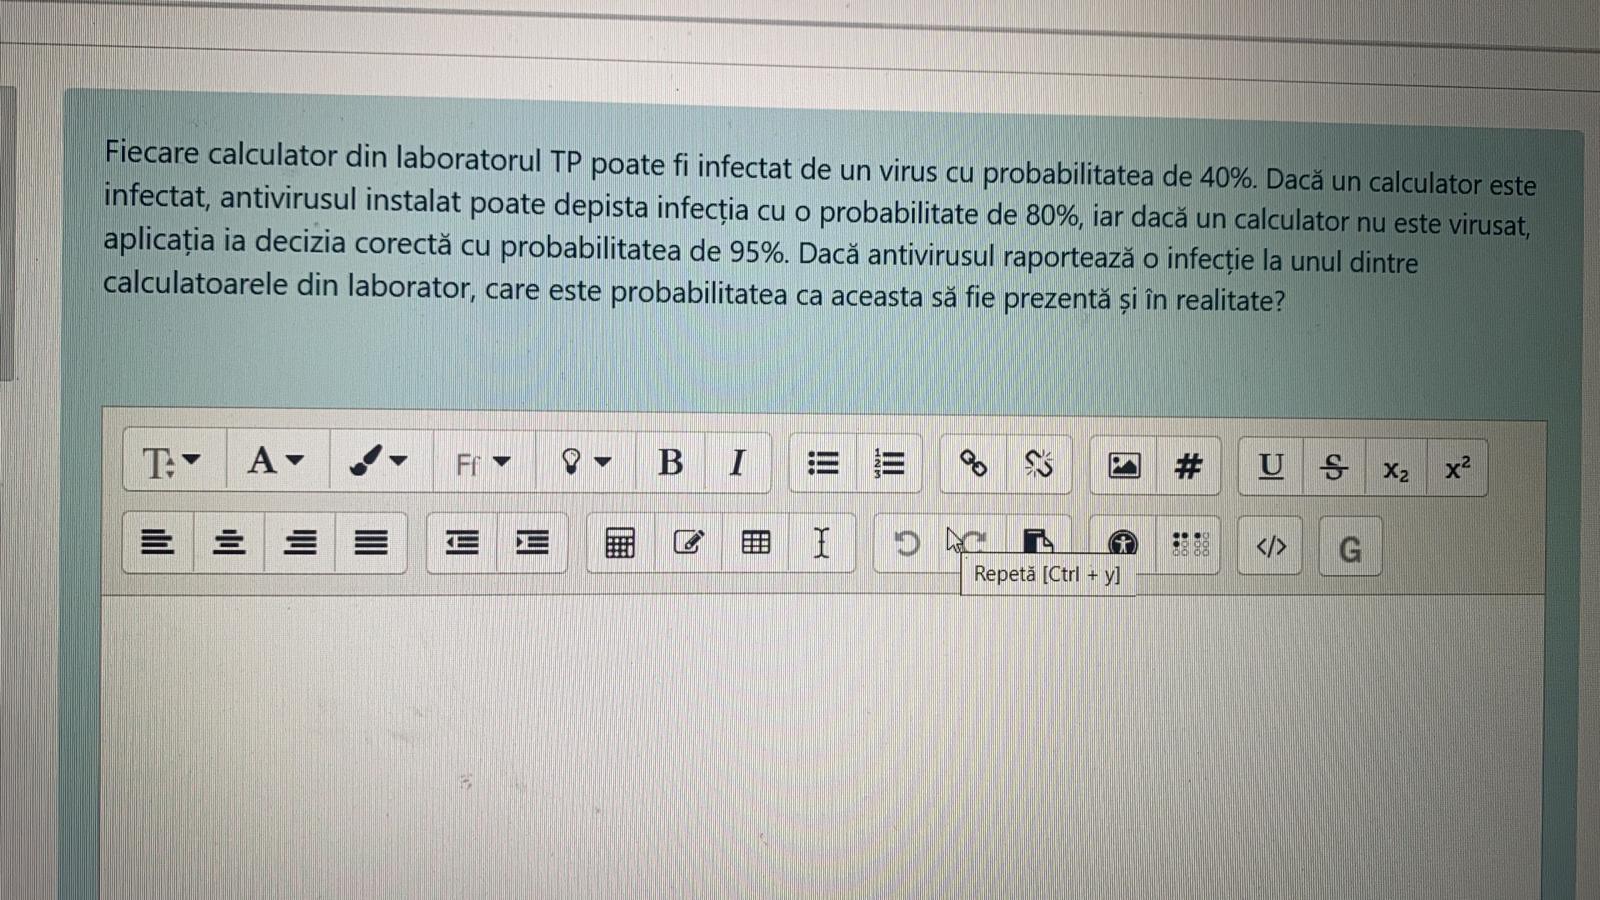 Fiecare calculator din laboratorul TP poate fi infectat de un virus cu probabilitatea de 40%. Dacă un calculator este
infectat, antivirusul instalat poate depista infecția cu o probabilitate de 80%, iar dacă un calculator nu este virusat,
aplicația ia decizia corectă cu probabilitatea de 95%. Dacă antivirusul raportează o infecție la unul dintre
calculatoarele din laborator, care este probabilitatea ca aceasta să fie prezentă și în realitate?
T A Ff B I # U S x₂ x²
</> G
Repetă [Ctrl + y]